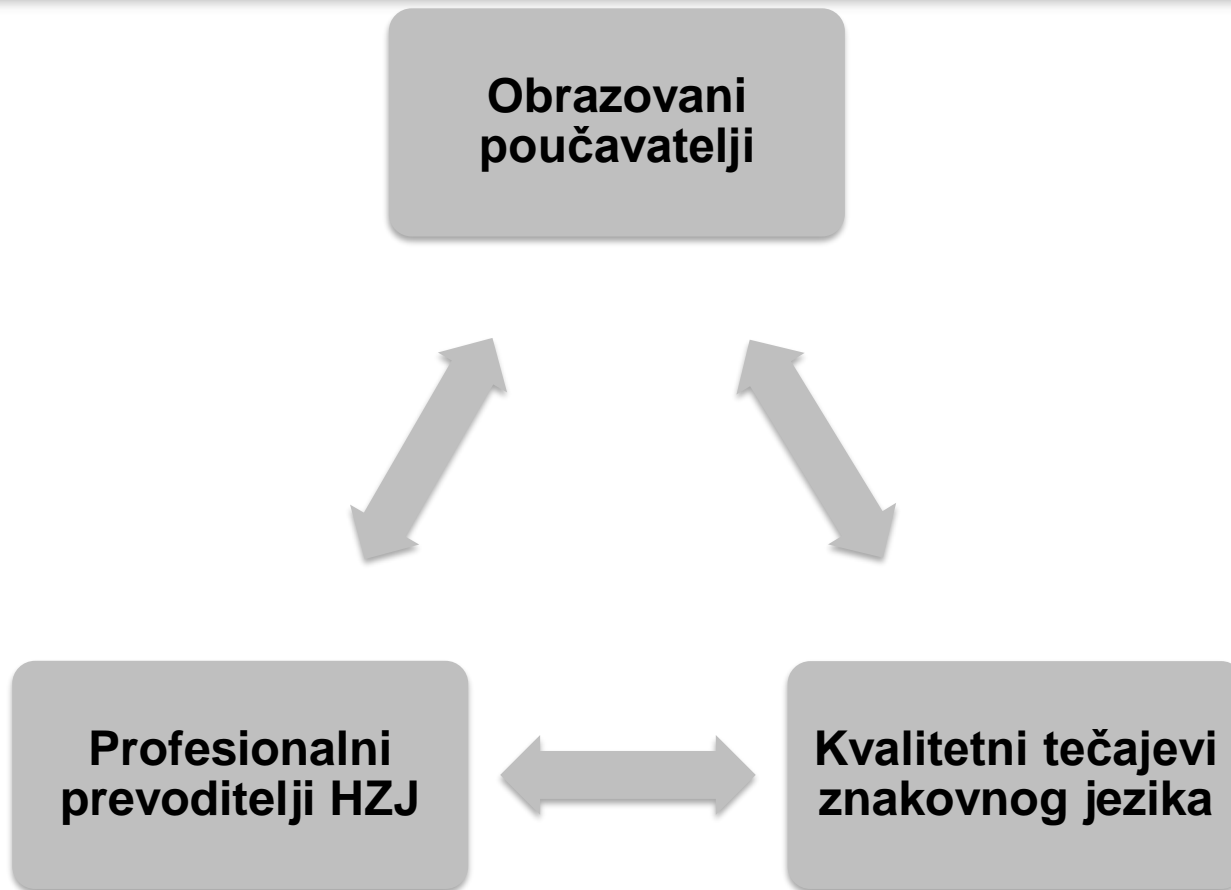 Obrazovani
poučavatelji
Profesionalni
prevoditelji HZJ
Kvalitetni tečajevi
znakovnog jezika